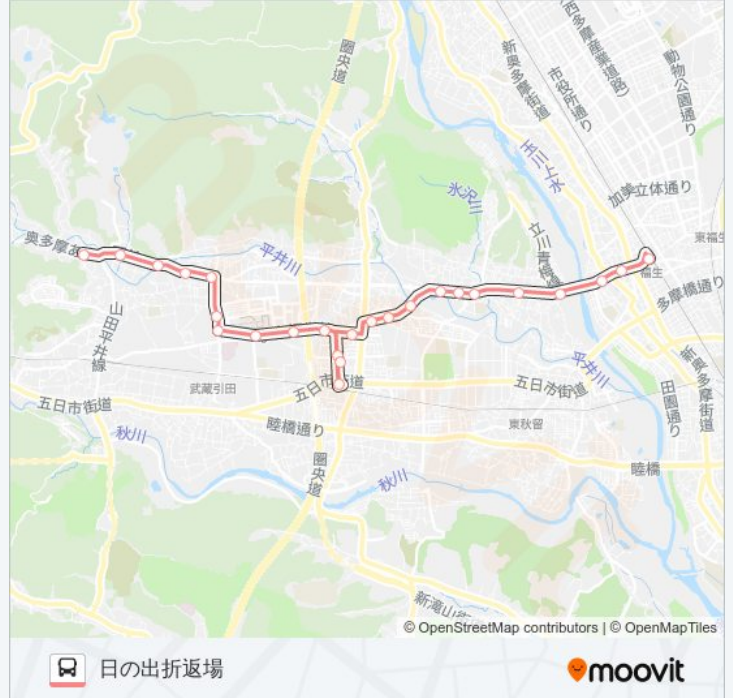 圏央道
新奥多摩街道
西多摩産業道路)
市役所通り
動物公園通り
玉川上水
氷沢川
加美立体通り
立川青梅線
東福生
奥多摩あ
平井川
福生
多摩橋通り
山田平井線
武蔵引田
五日市街道
五日市街道
平井川
新奥多摩街道
五日市街道
田園通り
東秋留
秋川
睦橋通り
圏央道
睦橋
秋川
新滝山街
© OpenStreetMap contributors | © OpenMapTiles
日の出折返場
moovit